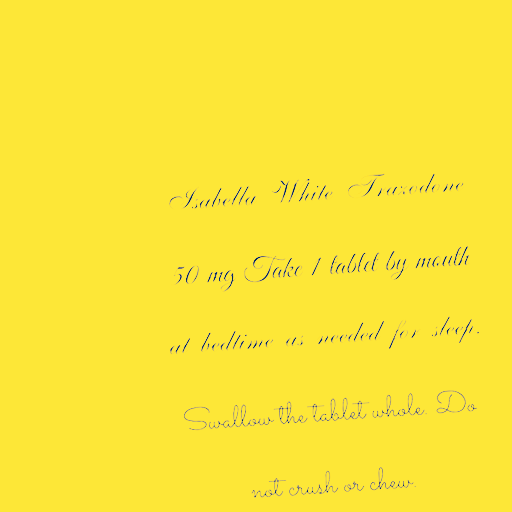 Isabella White Trazodone
50 mg Take 1 tablet by mouth
at bedtime as needed for sleep.
Swallow the tablet whole. Do
not crush or chew.